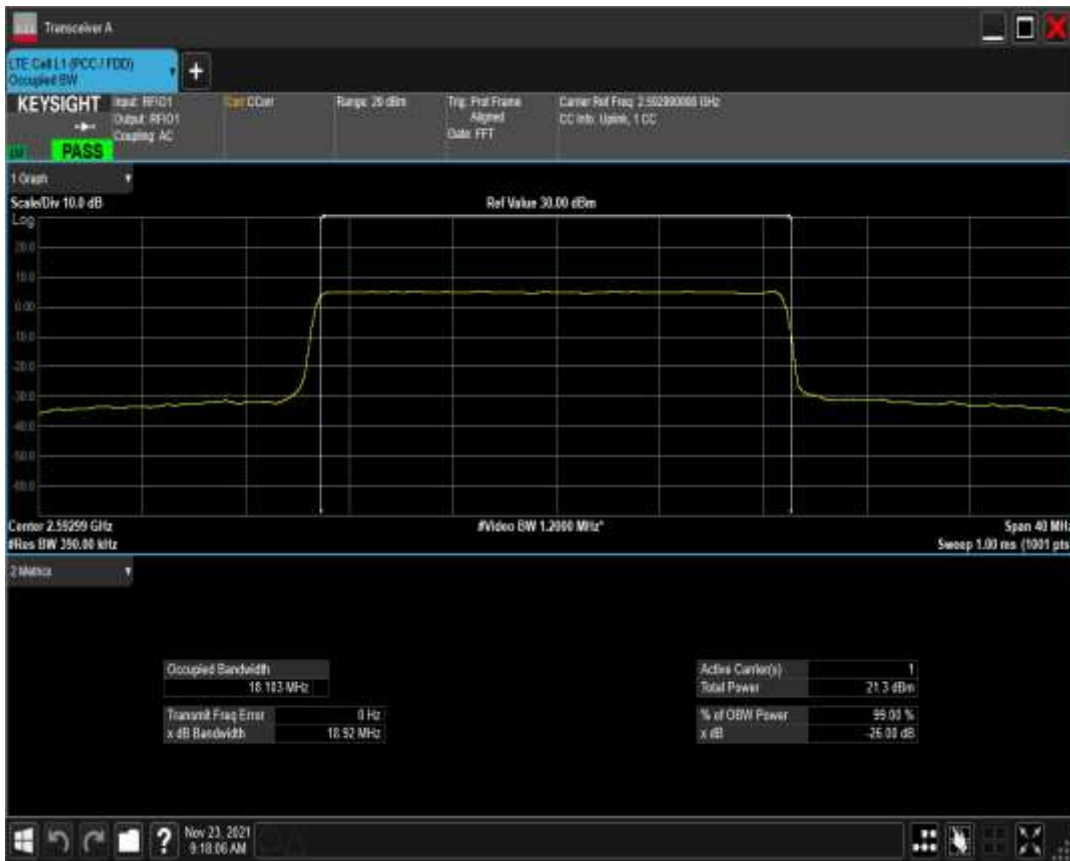 Transceiver A
LTE Cell L1 (PCC / FDD)
Occupied BW
+
KEYSIGHT
Input: RFIO1
Output: RFIO1
Coupling: AC
Corr CCorr
Range: 20 dBm
Trig: Prd Frame
Aligned
Gate: FFT
Carrier Ref Freq: 2.592990000 GHz
CC Info: Uplink, 1 CC
PASS
1 Graph
Scale/Div 10.0 dB
Ref Value 30.00 dBm
Log
20.0
10.0
0.00
-10.0
-20.0
-30.0
-40.0
-50.0
-60.0
Center 2.59299 GHz
#Video BW 1.2000 MHz*
Span 40 MHz
#Res BW 390.00 kHz
Sweep 1.00 ms (1001 pts
2 Metrics
Occupied Bandwidth
18.103 MHz
Transmit Freq Error 0 Hz
x dB Bandwidth 18.92 MHz
Active Carrier(s) 1
Total Power 21.3 dBm
% of OBW Power 99.00 %
x dB -26.00 dB
?
Nov 23, 2021
9:18:06 AM